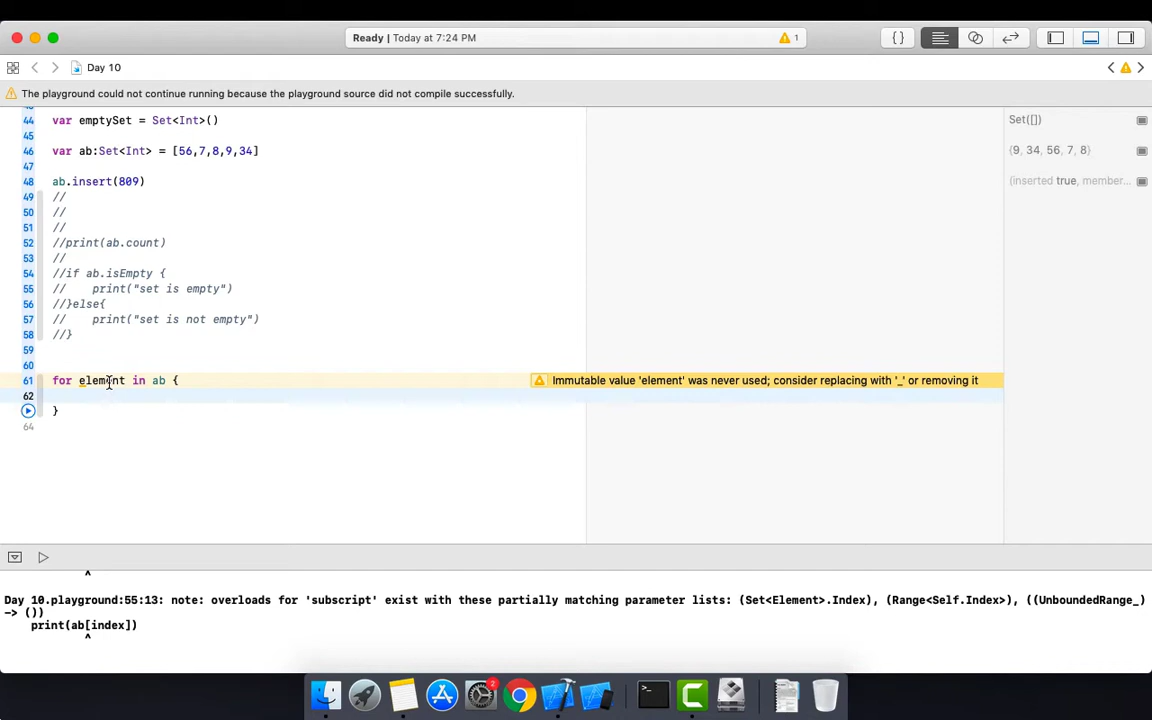 Ready | Today at 7:24 PM
1
{ }
Day 10
The playground could not continue running because the playground source did not compile successfully.
44 var emptySet = Set<Int>() Set([])
45
46 var ab:Set<Int> = [56,7,8,9,34] {9, 34, 56, 7, 8}
47
48 ab.insert(809) (inserted true, member...
49 //
50 //
51 //
52 //print(ab.count)
53 //
54 //if ab.isEmpty {
55 //    print("set is empty")
56 //}else{
57 //    print("set is not empty")
58 //}
59
60
61 for element in ab { Immutable value 'element' was never used; consider replacing with '_' or removing it
62
}
64
^
Day 10.playground:55:13: note: overloads for 'subscript' exist with these partially matching parameter lists: (Set<Element>.Index), (Range<Self.Index>), ((UnboundedRange_)
-> ())
print(ab[index])
^
2